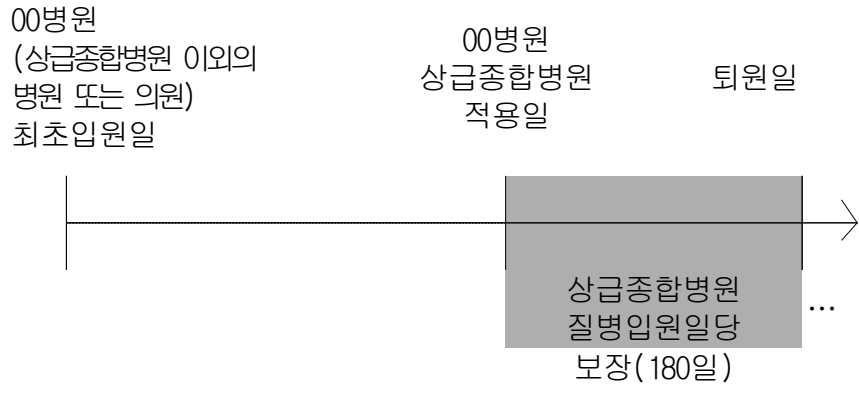 00병원
(상급종합병원 이외의
병원 또는 의원)
최초입원일
00병원
상급종합병원
적용일
퇴원일
상급종합병원
질병입원일당
보장(180일)
...